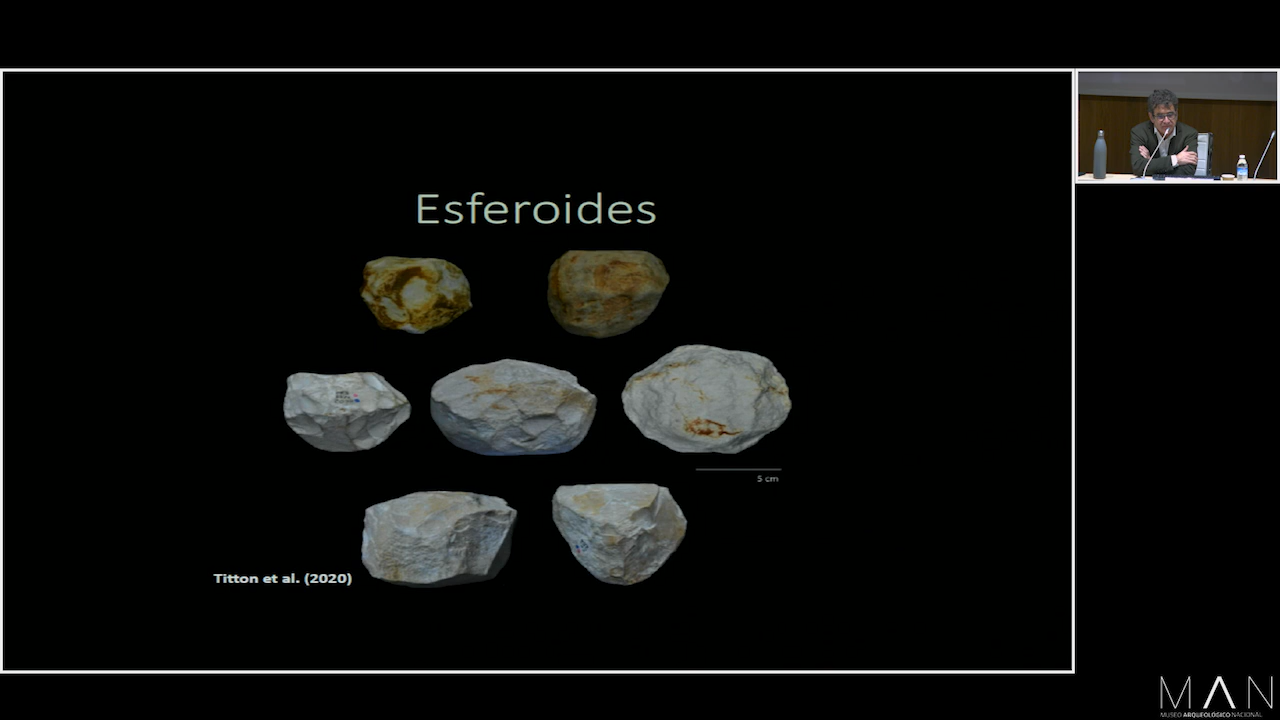 Esferoides
5 cm
Titton et al. (2020)
MAN
MUSEO ARQUEOLÓGICO NACIONAL